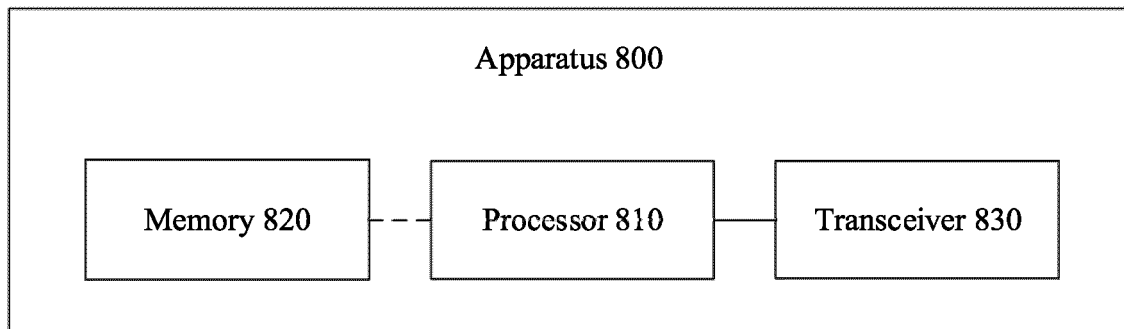 Apparatus 800
Memory 820
Processor 810
Transceiver 830